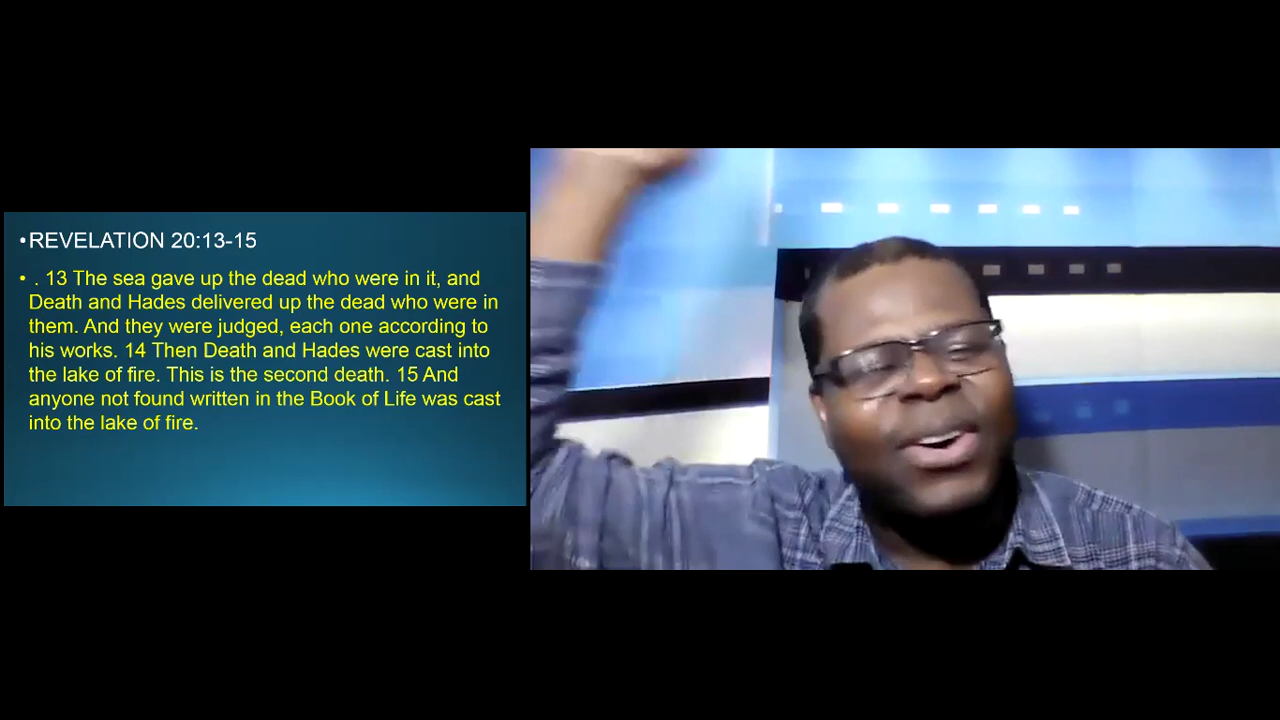 •REVELATION 20:13-15
• . 13 The sea gave up the dead who were in it, and
Death and Hades delivered up the dead who were in
them. And they were judged, each one according to
his works. 14 Then Death and Hades were cast into
the lake of fire. This is the second death. 15 And
anyone not found written in the Book of Life was cast
into the lake of fire.